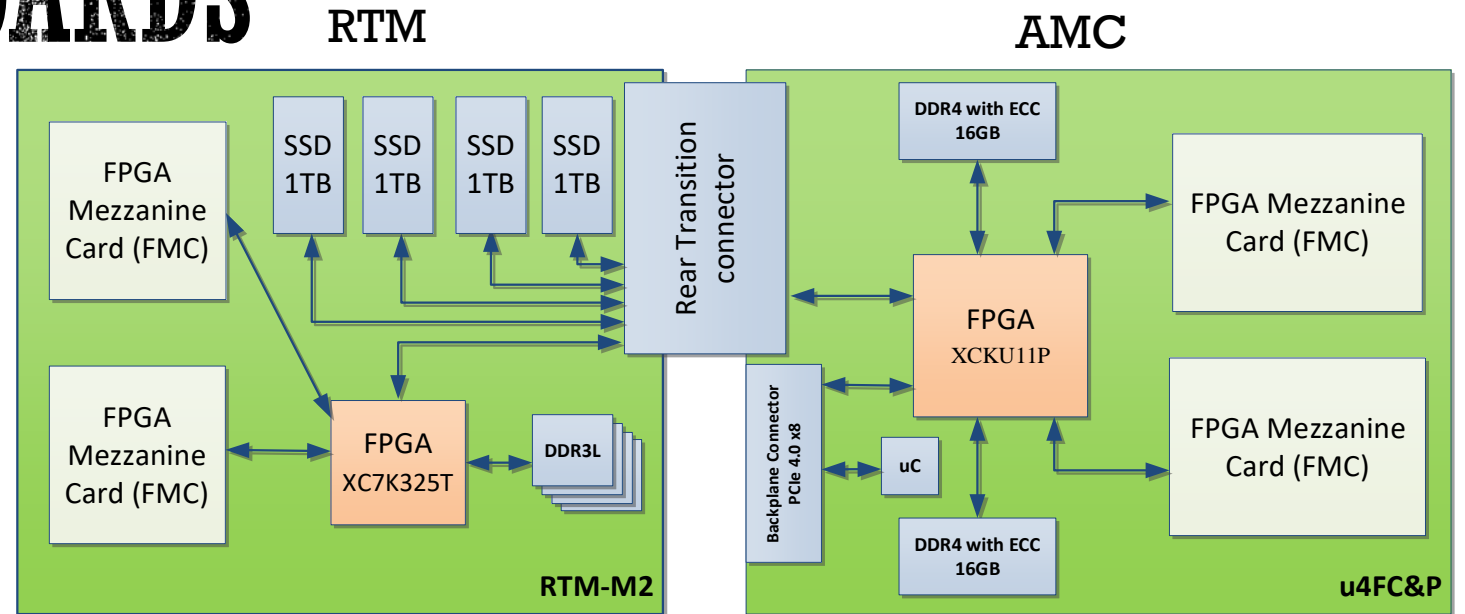 RTM
AMC
SSD
1TB
SSD
1TB
SSD
1TB
SSD
1TB
FPGA
Mezzanine
Card (FMC)
FPGA
Mezzanine
Card (FMC)
FPGA
XC7K325T
DDR3L
RTM-M2
Rear Transition
connector
DDR4 with ECC
16GB
FPGA Mezzanine
Card (FMC)
FPGA
XCKU11P
Backplane Connector
PCIe 4.0 x8
uC
FPGA Mezzanine
Card (FMC)
DDR4 with ECC
16GB
u4FC&P